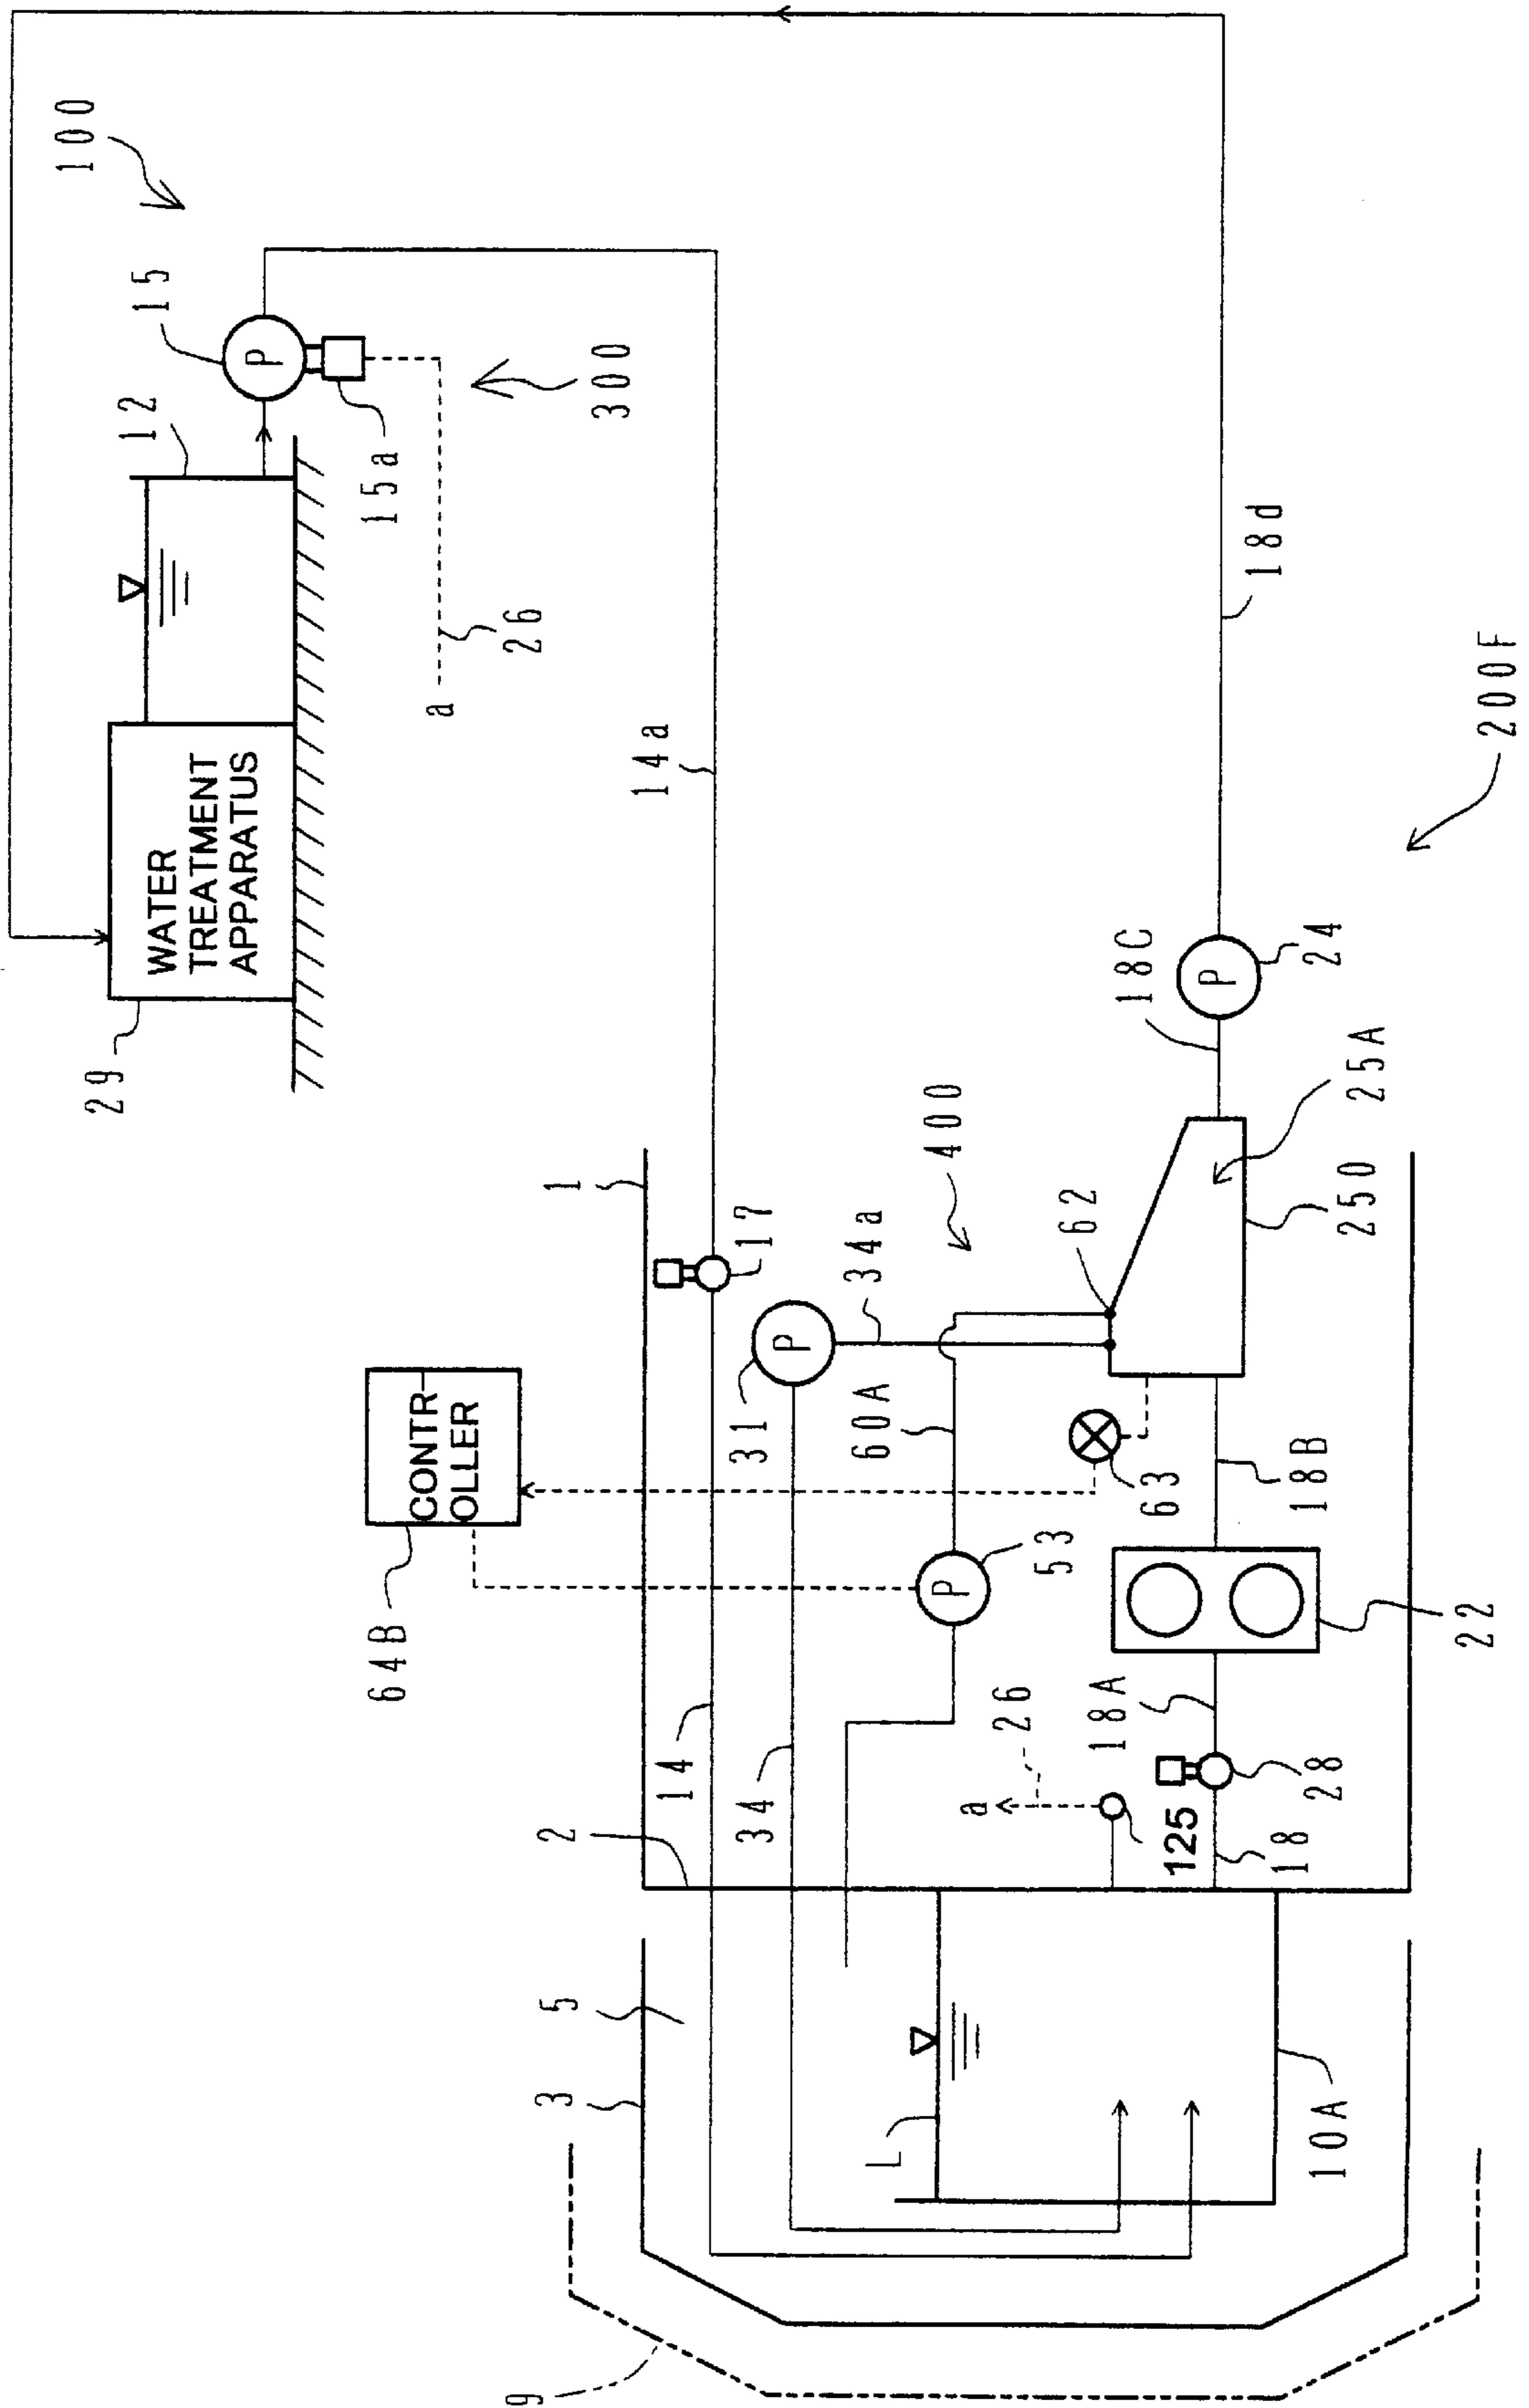 100
15
P
12
300
15a
26
a
WATER
TREATMENT
APPARATUS
29
14a
18d
200F
18C
P
24
25A
250
400
62
1
17
34a
P
31
60A
CONTR-
OLLER
64B
63
18B
P
53
22
14
34
26
a
18A
28
125
18
2
5
3
L
10A
9